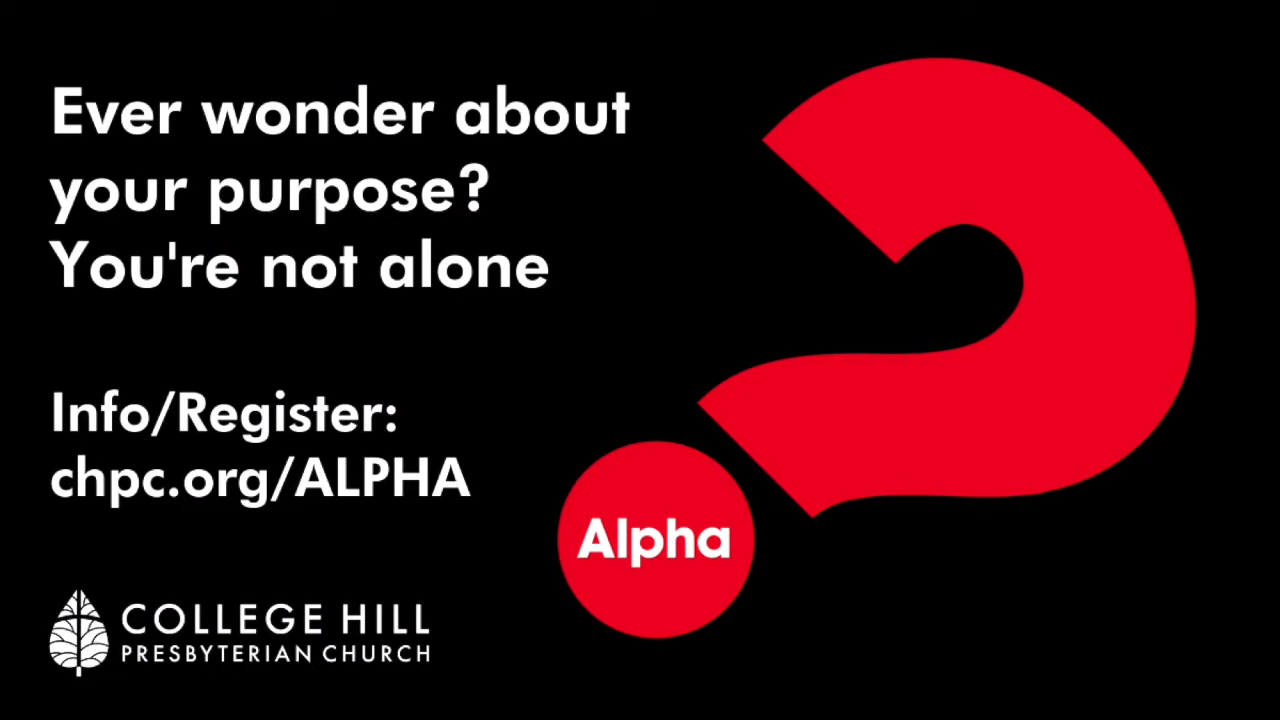 Ever wonder about
your purpose?
You're not alone
Info/Register:
chpc.org/ALPHA
Alpha
COLLEGE HILL
PRESBYTERIAN CHURCH